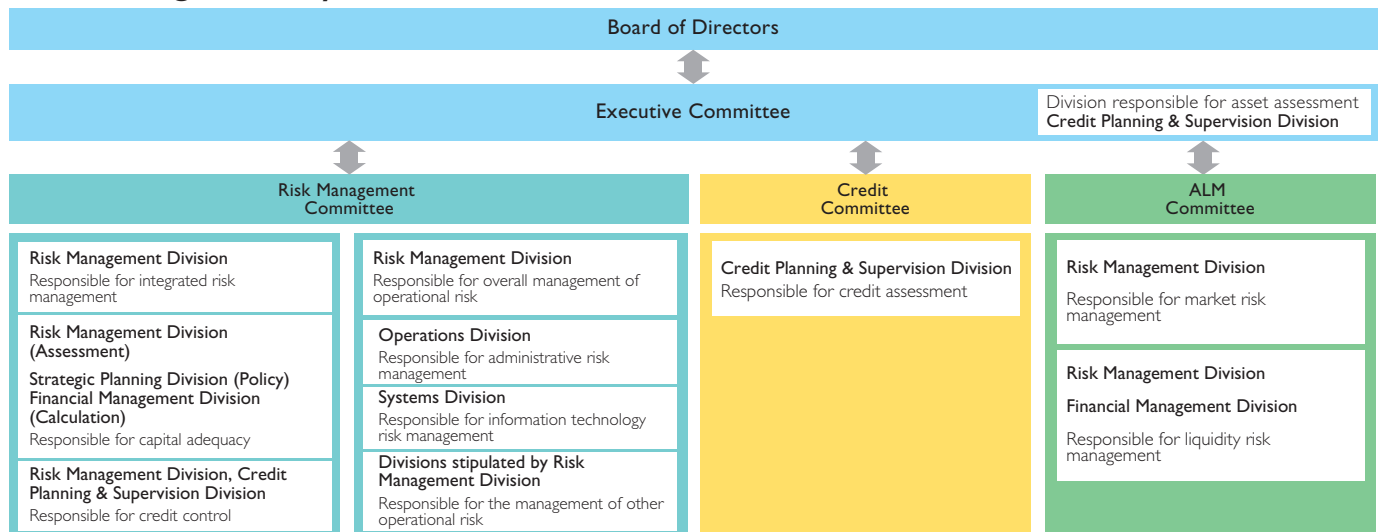 Board of Directors
Executive Committee
Division responsible for asset assessment
Credit Planning & Supervision Division
Risk Management
Committee
Risk Management Division
Responsible for integrated risk
management
Risk Management Division
(Assessment)
Strategic Planning Division (Policy)
Financial Management Division
(Calculation)
Responsible for capital adequacy
Risk Management Division, Credit
Planning & Supervision Division
Responsible for credit control
Risk Management Division
Responsible for overall management of
operational risk
Operations Division
Responsible for administrative risk
management
Systems Division
Responsible for information technology
risk management
Divisions stipulated by Risk
Management Division
Responsible for the management of other
operational risk
Credit
Committee
Credit Planning & Supervision Division
Responsible for credit assessment
ALM
Committee
Risk Management Division
Responsible for market risk
management
Risk Management Division
Financial Management Division
Responsible for liquidity risk
management